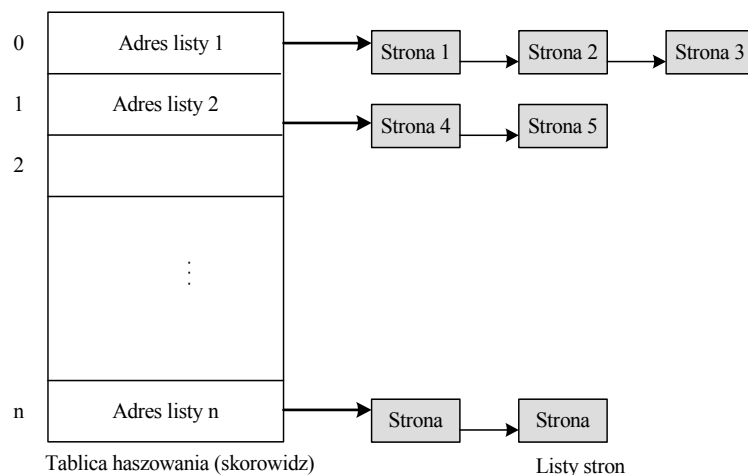 0 Adres listy 1 Strona 1 Strona 2 Strona 3
1 Adres listy 2 Strona 4 Strona 5
2
⋮
n Adres listy n Strona Strona
Tablica haszowania (skorowidz) Listy stron